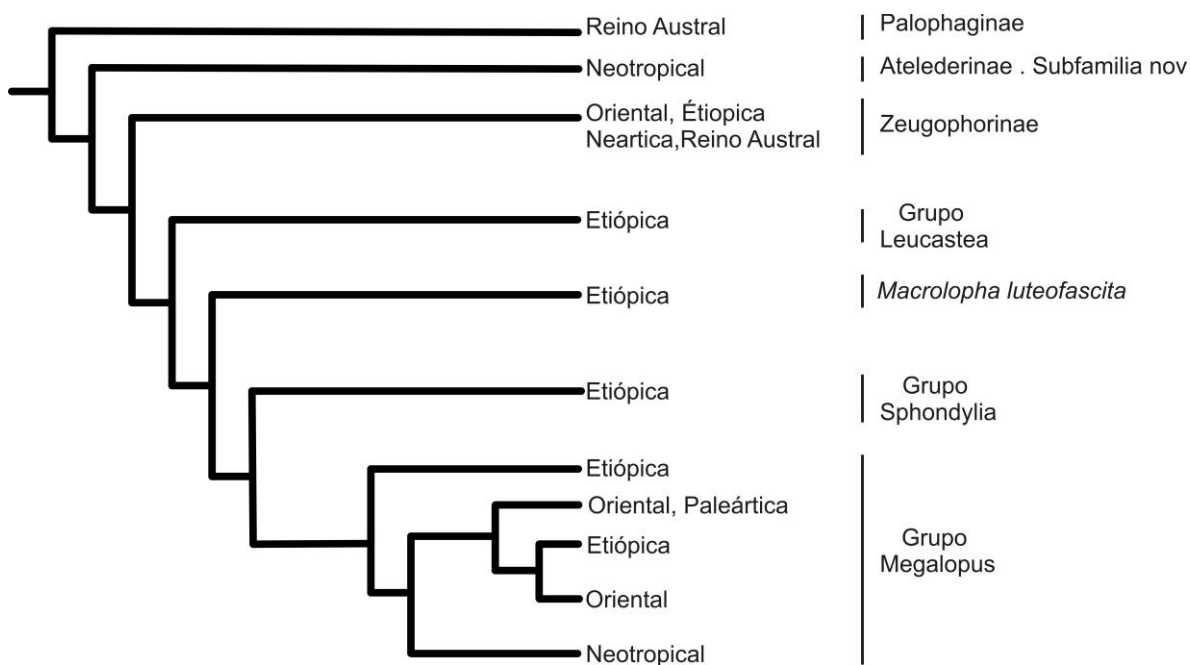 Reino Austral
Palophaginae
Neotropical
Atelederinae . Subfamilia nov
Oriental, Étiopica
Neartica,Reino Austral
Zeugophorinae
Etiópica
Grupo
Leucastea
Etiópica
Macrolopha luteofascita
Etiópica
Grupo
Sphondylia
Etiópica
Oriental, Paleártica
Etiópica
Oriental
Neotropical
Grupo
Megalopus